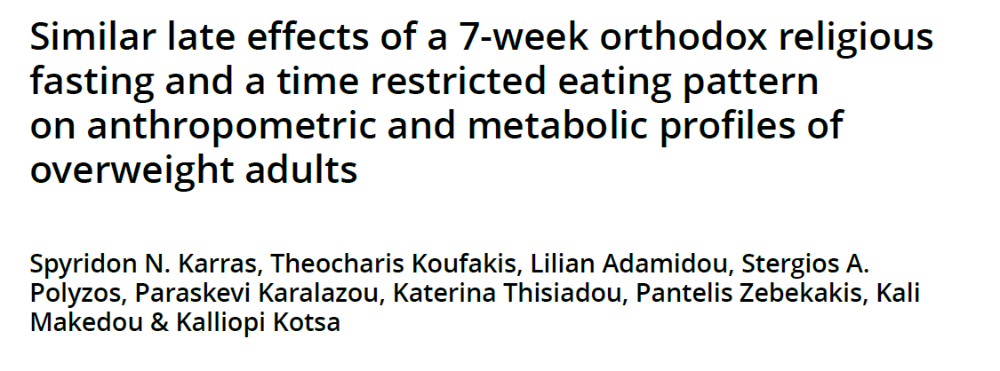 Similar late effects of a 7-week orthodox religious
fasting and a time restricted eating pattern
on anthropometric and metabolic profiles of
overweight adults
Spyridon N. Karras, Theocharis Koufakis, Lilian Adamidou, Stergios A.
Polyzos, Paraskevi Karalazou, Katerina Thisiadou, Pantelis Zebekakis, Kali
Makedou & Kalliopi Kotsa